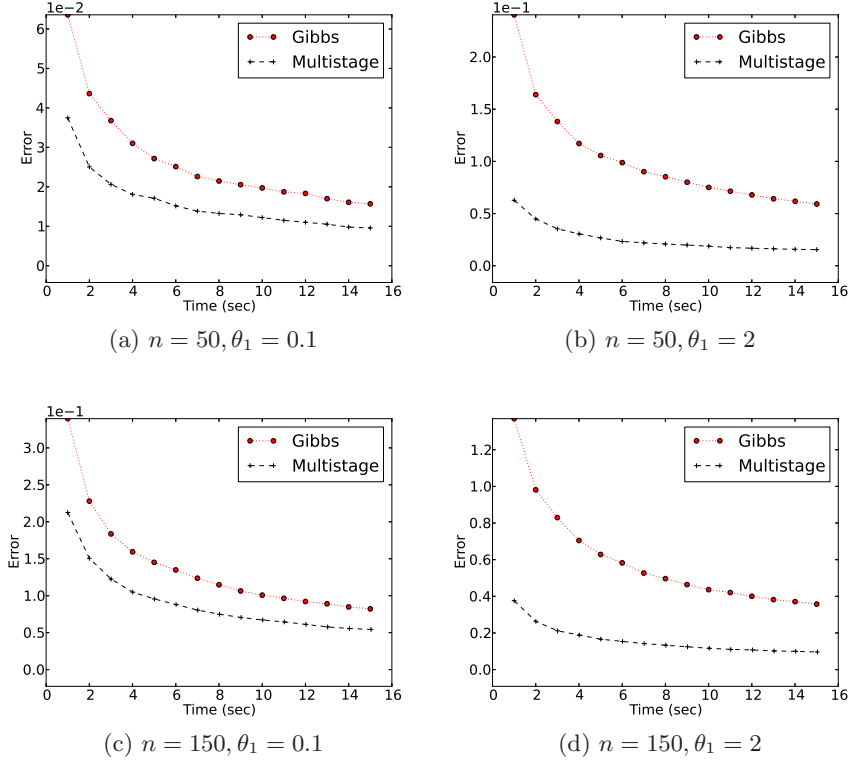 1e−2
6
4
2
0
Error
0 2 4 6 8 10 12 14 16
Time (sec)
Gibbs
Multistage
(a) n = 50, θ₁ = 0.1
1e−1
2.0
1.5
1.0
0.5
0.0
Error
0 2 4 6 8 10 12 14 16
Time (sec)
Gibbs
Multistage
(b) n = 50, θ₁ = 2
1e−1
3.0
2.5
2.0
1.5
1.0
0.5
0.0
Error
0 2 4 6 8 10 12 14 16
Time (sec)
Gibbs
Multistage
(c) n = 150, θ₁ = 0.1
1.2
1.0
0.8
0.6
0.4
0.2
0.0
Error
0 2 4 6 8 10 12 14 16
Time (sec)
Gibbs
Multistage
(d) n = 150, θ₁ = 2